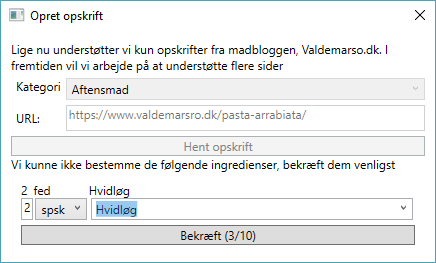 Opret opskrift
Lige nu understøtter vi kun opskrifter fra madbloggen, Valdemarso.dk. I
fremtiden vil vi arbejde på at understøtte flere sider
Kategori Aftensmad
URL: https://www.valdemarsro.dk/pasta-arrabiata/
Hent opskrift
Vi kunne ikke bestemme de følgende ingredienser, bekræft dem venligst
2 fed Hvidløg
2 spsk Hvidløg
Bekræft (3/10)